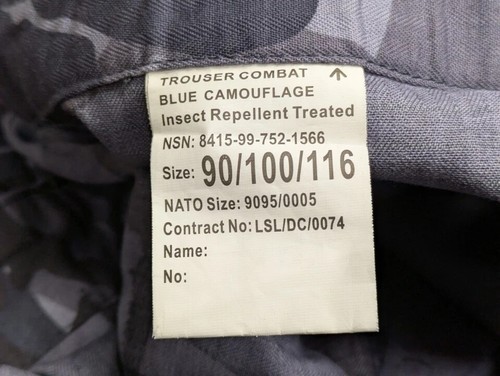 TROUSER COMBAT ↑
BLUE CAMOUFLAGE
Insect Repellent Treated
NSN: 8415-99-752-1566
Size: 90/100/116
NATO Size: 9095/0005
Contract No: LSL/DC/0074
Name:
No: